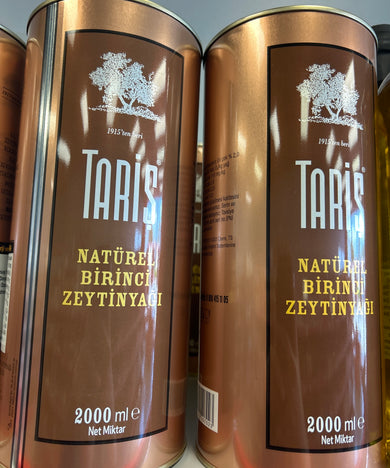 1915'ten beri
TARİŞ
NATÜREL
BİRİNCİ
ZEYTİNYAĞI
2000 ml e
Net Miktar
1915'ten beri
TARİŞ
NATÜREL
BİRİNCİ
ZEYTİNYAĞI
2000 ml e
Net Miktar